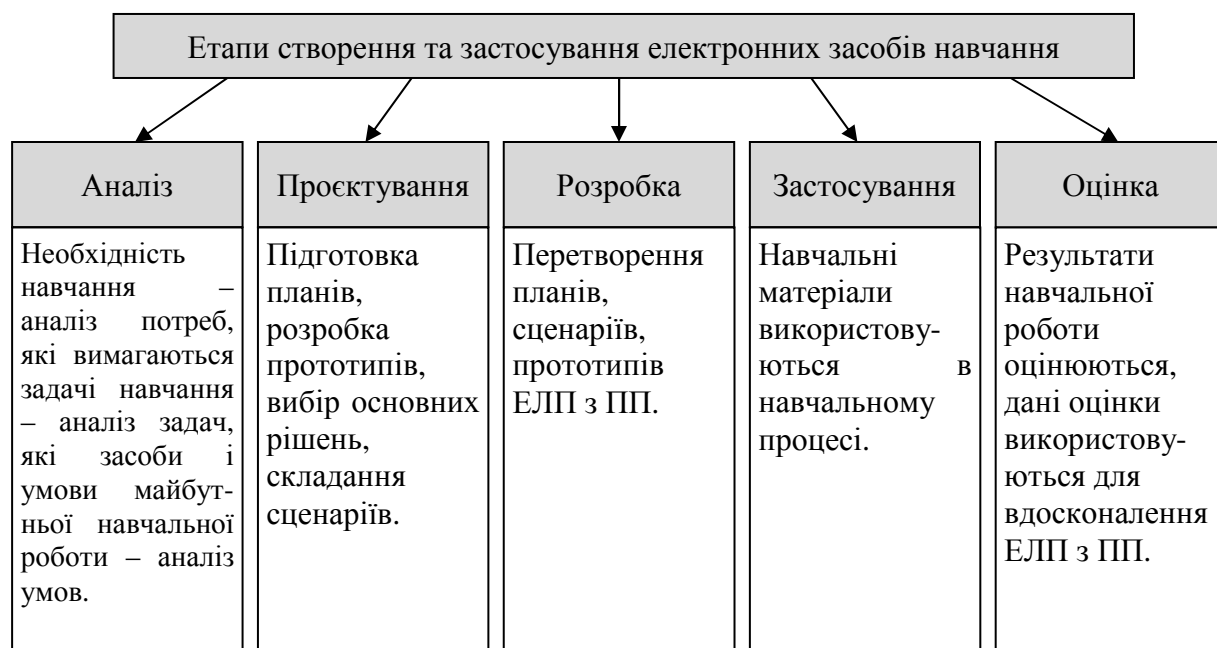 Етапи створення та застосування електронних засобів навчання
Аналіз
Необхідність
навчання –
аналіз потреб,
які вимагаються
задачі навчання
– аналіз задач,
які засоби і
умови майбут-
ньої навчальної
роботи – аналіз
умов.
Проєктування
Підготовка
планів,
розробка
прототипів,
вибір основних
рішень,
складання
сценаріїв.
Розробка
Перетворення
планів,
сценаріїв,
прототипів
ЕЛП з ПП.
Застосування
Навчальні
матеріали
використову-
ються в
навчальному
процесі.
Оцінка
Результати
навчальної
роботи
оцінюються,
дані оцінки
використову-
ються для
вдосконалення
ЕЛП з ПП.